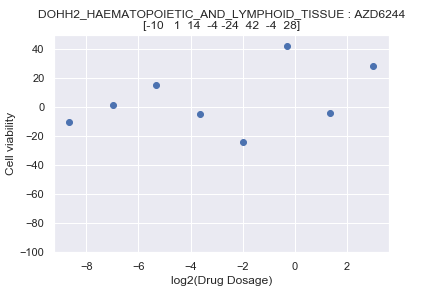 DOHH2_HAEMATOPOIETIC_AND_LYMPHOID_TISSUE : AZD6244
[-10 1 14 -4 -24 42 -4 28]
40
20
0
−20
−40
−60
−80
−100
Cell viability
−8 −6 −4 −2 0 2
log2(Drug Dosage)